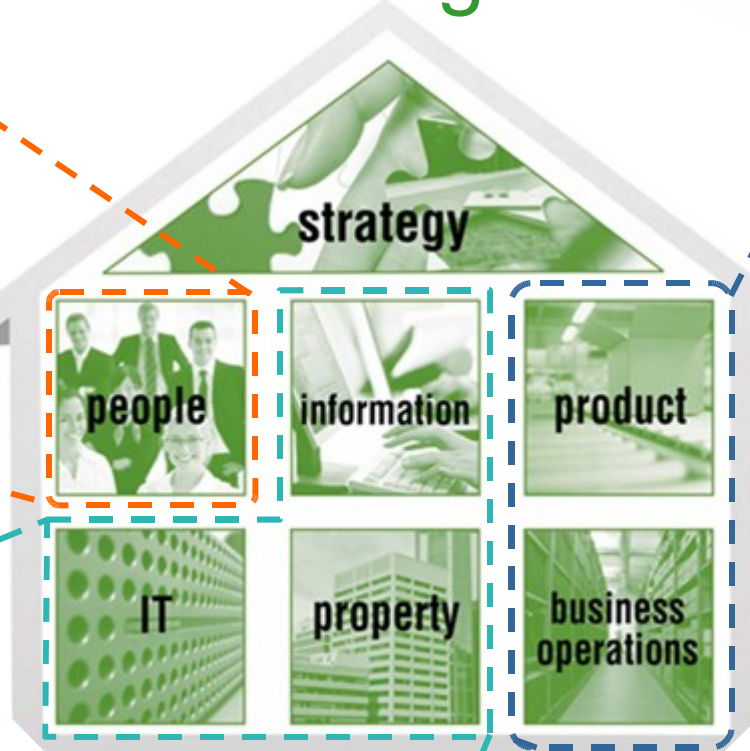 strategy
people
information
product
IT
property
business
operations